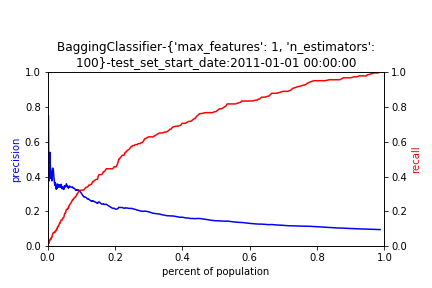 BaggingClassifier-{'max_features': 1, 'n_estimators':
100}-test_set_start_date:2011-01-01 00:00:00
1.0
0.8
0.6
0.4
0.2
0.0
precision
1.0
0.8
0.6
0.4
0.2
0.0
recall
0.0 0.2 0.4 0.6 0.8 1.0
percent of population